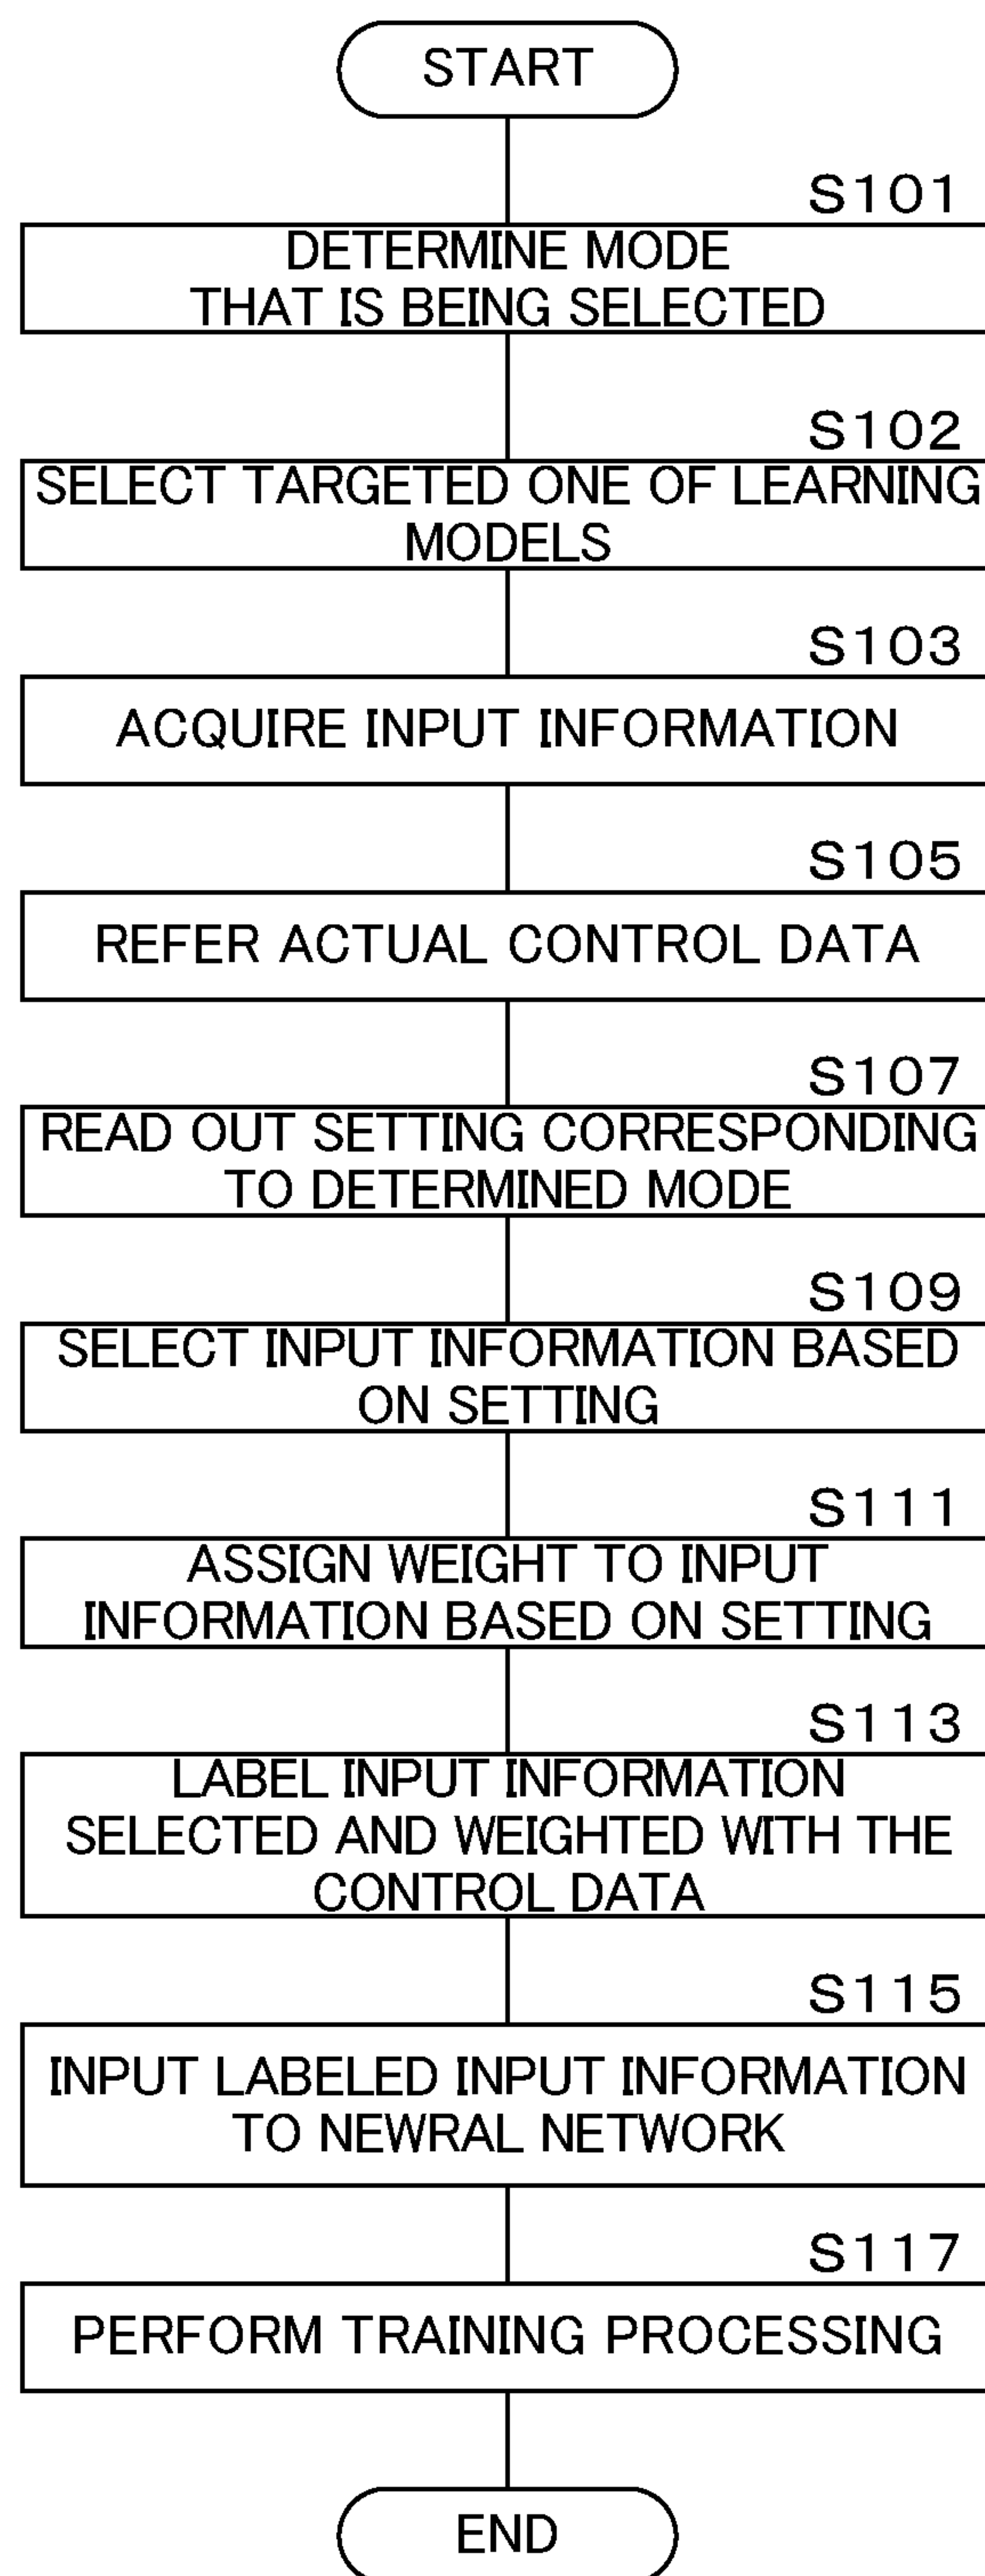 START
S101
DETERMINE MODE
THAT IS BEING SELECTED
S102
SELECT TARGETED ONE OF LEARNING
MODELS
S103
ACQUIRE INPUT INFORMATION
S105
REFER ACTUAL CONTROL DATA
S107
READ OUT SETTING CORRESPONDING
TO DETERMINED MODE
S109
SELECT INPUT INFORMATION BASED
ON SETTING
S111
ASSIGN WEIGHT TO INPUT
INFORMATION BASED ON SETTING
S113
LABEL INPUT INFORMATION
SELECTED AND WEIGHTED WITH THE
CONTROL DATA
S115
INPUT LABELED INPUT INFORMATION
TO NEWRAL NETWORK
S117
PERFORM TRAINING PROCESSING
END